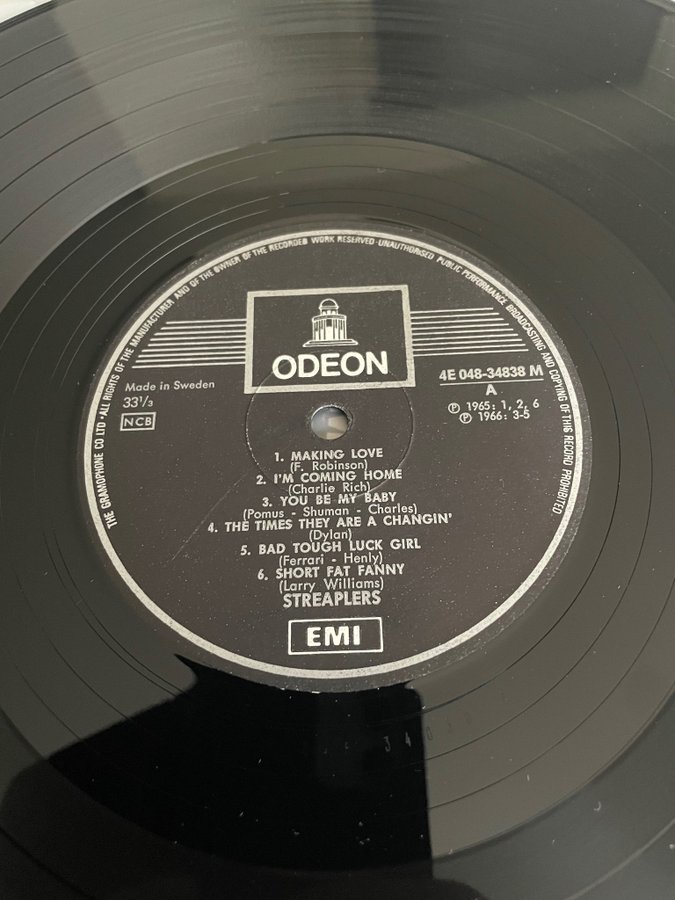 THE GRAMOPHONE CO LTD · ALL RIGHTS OF THE MANUFACTURER AND OF THE OWNER OF THE RECORDED WORK RESERVED · UNAUTHORISED PUBLIC PERFORMANCE BROADCASTING AND COPYING OF THIS RECORD PROHIBITED
ODEON
Made in Sweden
33 1/3
NCB
4E 048-34838 M
A
Ⓟ 1965: 1, 2, 6
Ⓟ 1966: 3-5
1. MAKING LOVE
(F. Robinson)
2. I'M COMING HOME
(Charlie Rich)
3. YOU BE MY BABY
(Pomus - Shuman - Charles)
4. THE TIMES THEY ARE A CHANGIN'
(Dylan)
5. BAD TOUGH LUCK GIRL
(Ferrari - Henly)
6. SHORT FAT FANNY
(Larry Williams)
STREAPLERS
EMI